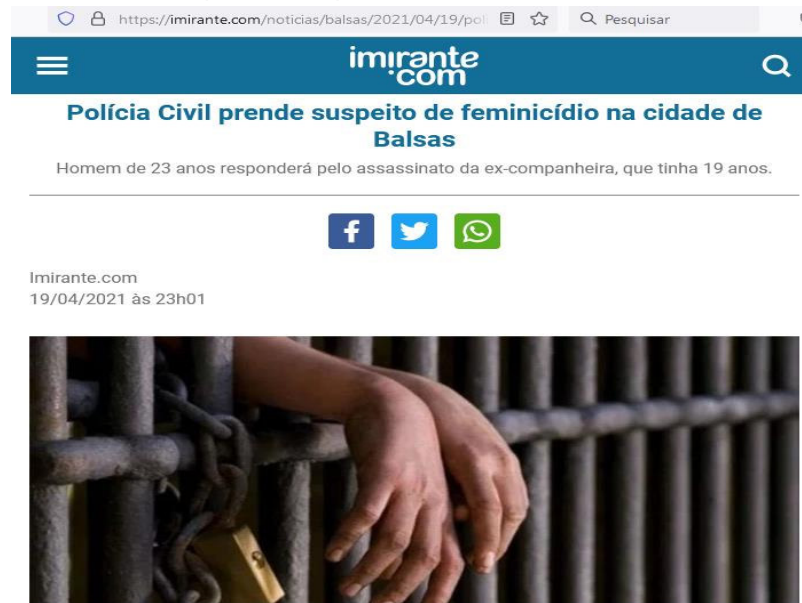 https://imirante.com/noticias/balsas/2021/04/19/pol
Pesquisar
imirante
.com
Polícia Civil prende suspeito de feminicídio na cidade de
Balsas
Homem de 23 anos responderá pelo assassinato da ex-companheira, que tinha 19 anos.
Imirante.com
19/04/2021 às 23h01